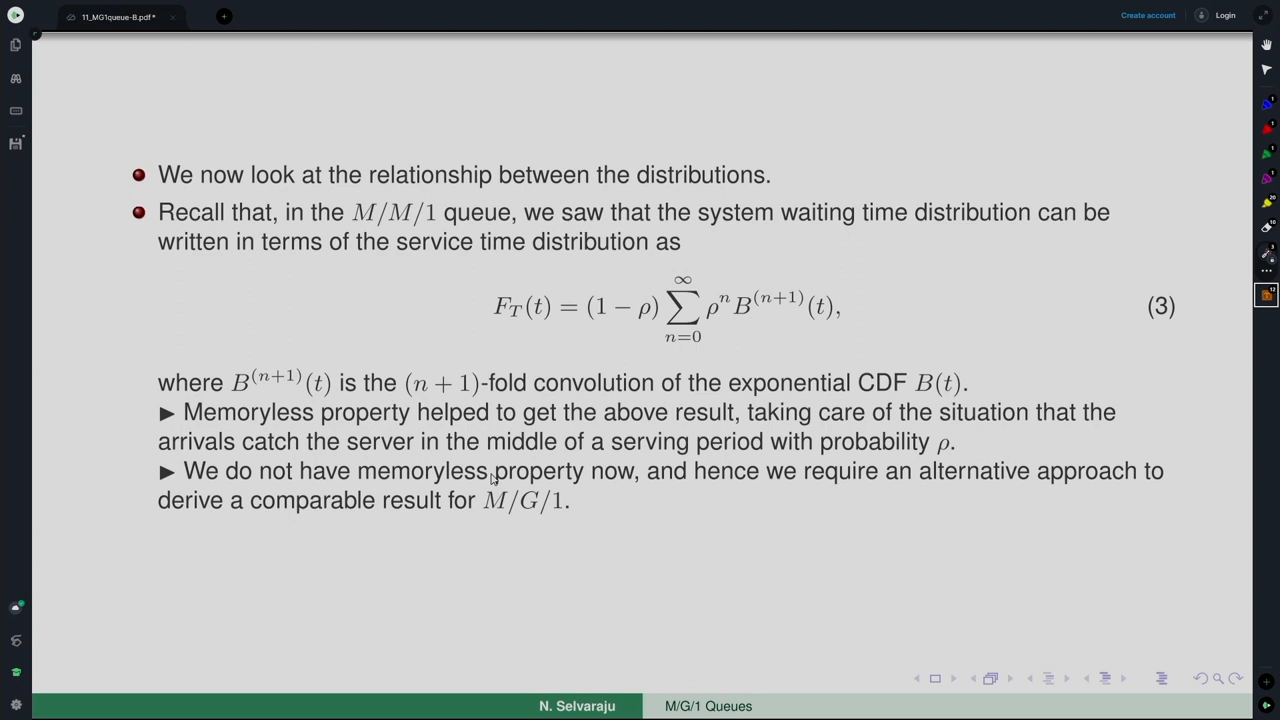 11_MG1queue-B.pdf*
Create account
Login
We now look at the relationship between the distributions.
Recall that, in the M/M/1 queue, we saw that the system waiting time distribution can be
written in terms of the service time distribution as
F_T(t) = (1 − ρ) ∑_{n=0}^{∞} ρ^n B^{(n+1)}(t), (3)
where B^{(n+1)}(t) is the (n + 1)-fold convolution of the exponential CDF B(t).
▶ Memoryless property helped to get the above result, taking care of the situation that the
arrivals catch the server in the middle of a serving period with probability ρ.
▶ We do not have memoryless property now, and hence we require an alternative approach to
derive a comparable result for M/G/1.
N. Selvaraju
M/G/1 Queues